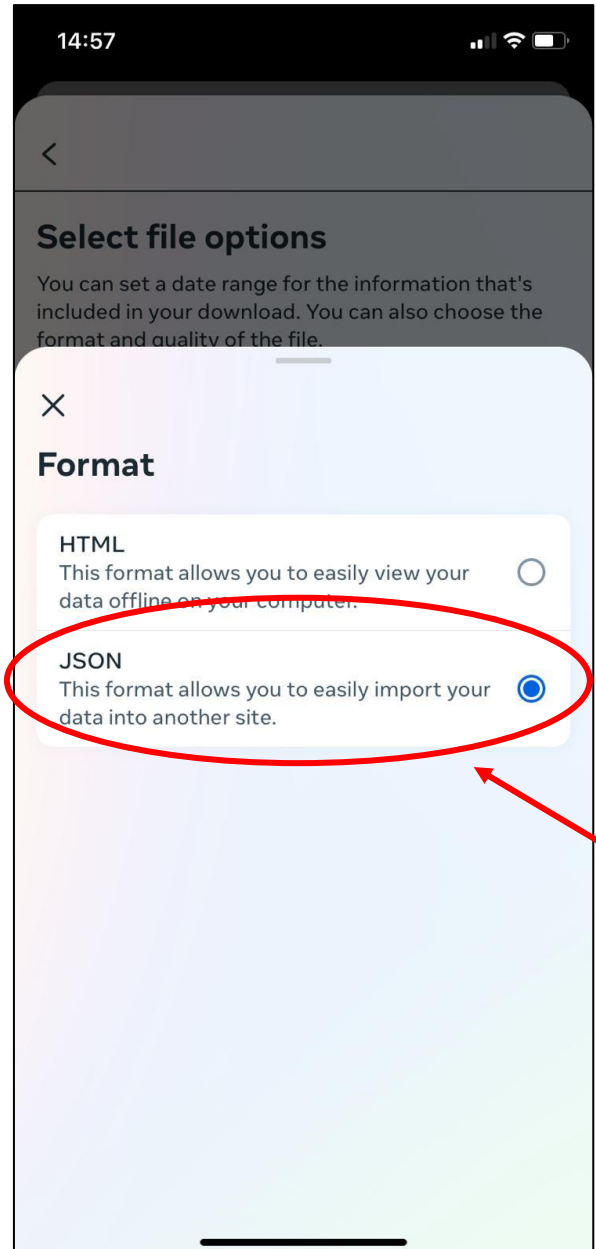 14:57
Select file options
You can set a date range for the information that's
included in your download. You can also choose the
format and quality of the file.
Format
HTML
This format allows you to easily view your
data offline on your computer.
JSON
This format allows you to easily import your
data into another site.